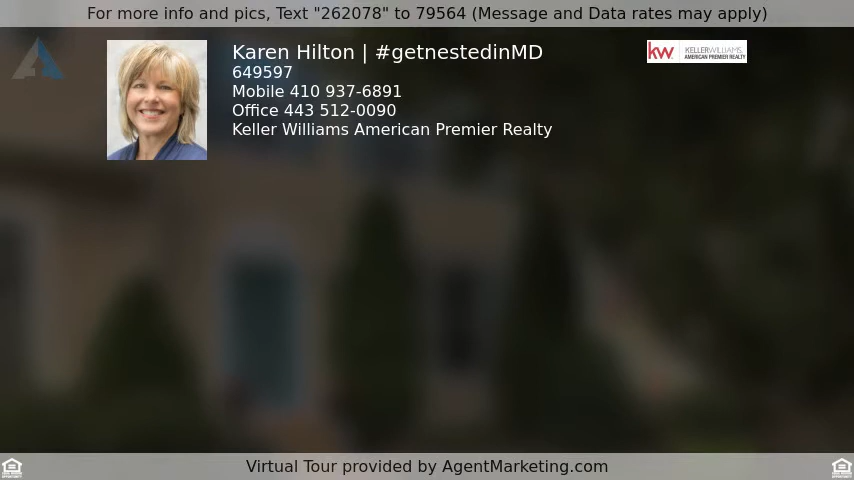 For more info and pics, Text "262078" to 79564 (Message and Data rates may apply)
Karen Hilton | #getnestedinMD
649597
Mobile 410 937-6891
Office 443 512-0090
Keller Williams American Premier Realty
kw KELLERWILLIAMS.
AMERICAN PREMIER REALTY
Virtual Tour provided by AgentMarketing.com